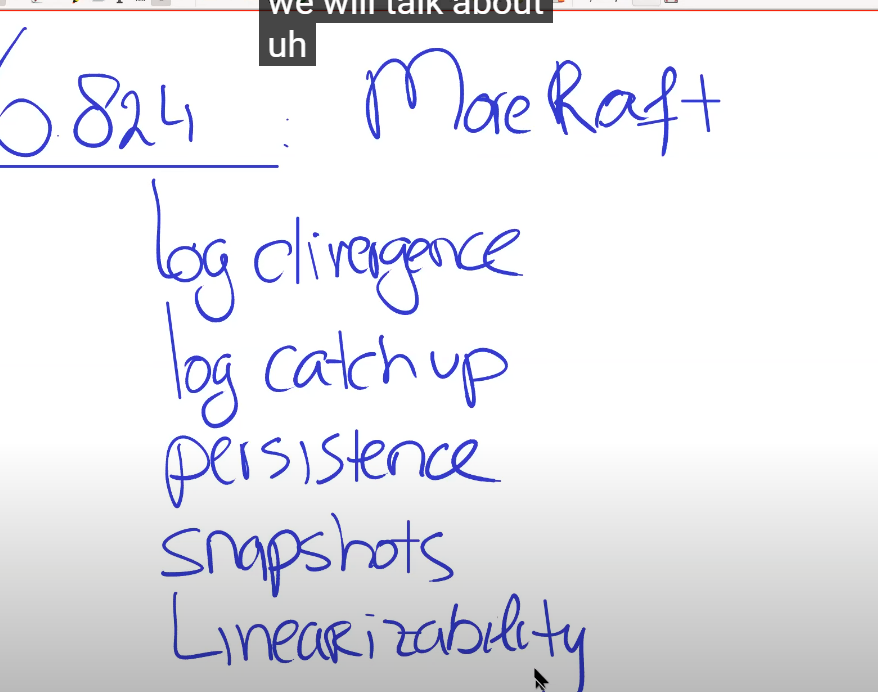 we will talk about
uh
6.824 : More Raft
log divergence
log catch up
persistence
snapshots
Linearizability